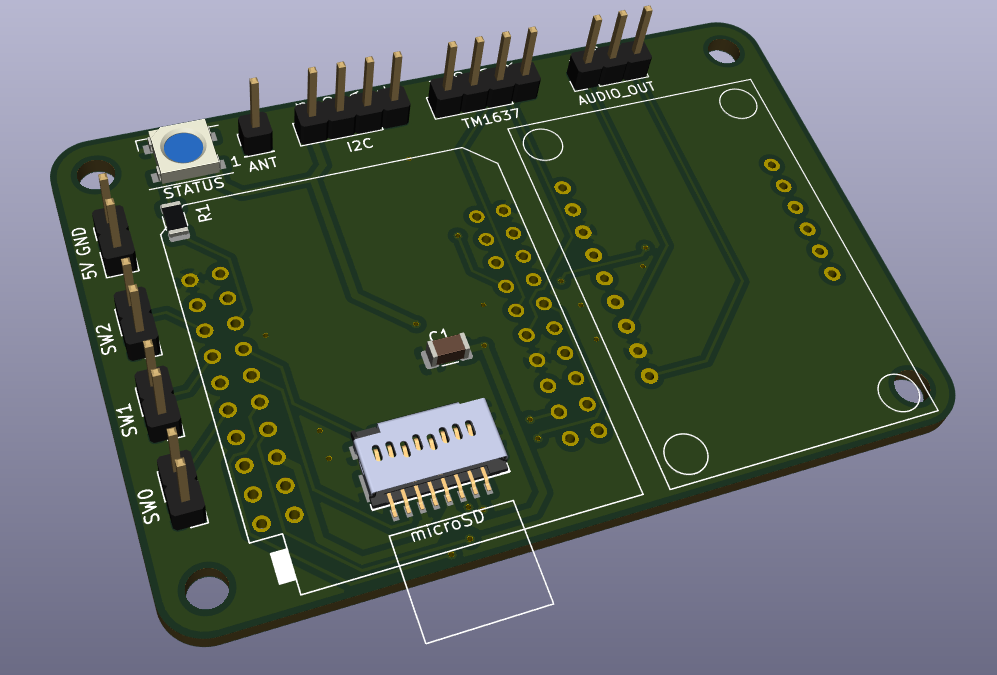 AUDIO_OUT
TM1637
I2C
1
ANT
STATUS
R1
5V GND
SW2
C1
SW1
SW0
microSD